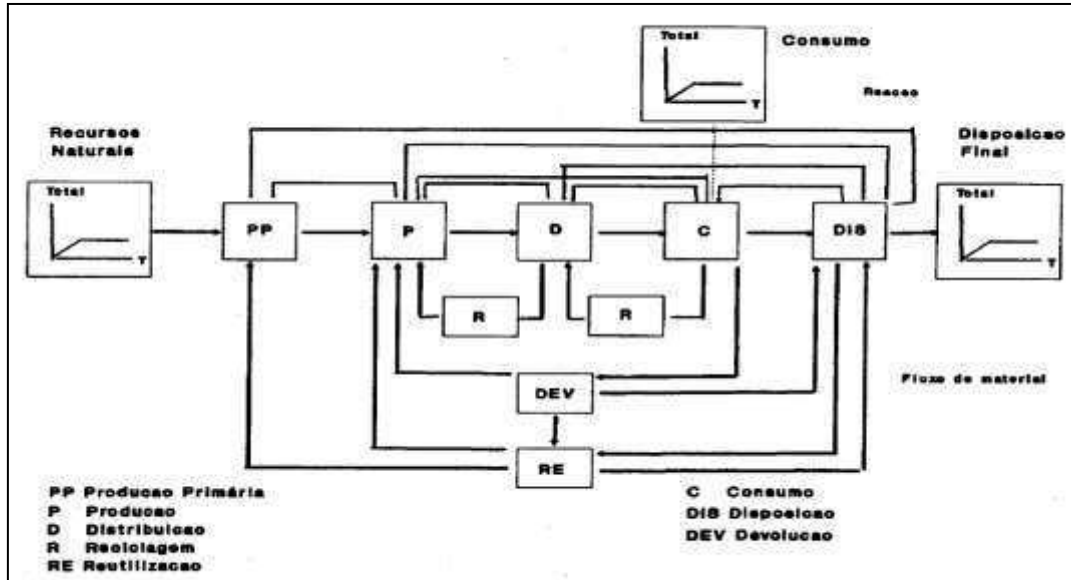 Total
T
Consumo
Reacao
Recursos
Naturais
Total
T
Disposicao
Final
Total
T
PP
P
D
C
DIS
R
R
DEV
Fluxo de material
RE
PP Producao Primária
P Producao
D Distribuicao
R Reciclagem
RE Reutilizacao
C Consumo
DIS Disposicao
DEV Devolucao